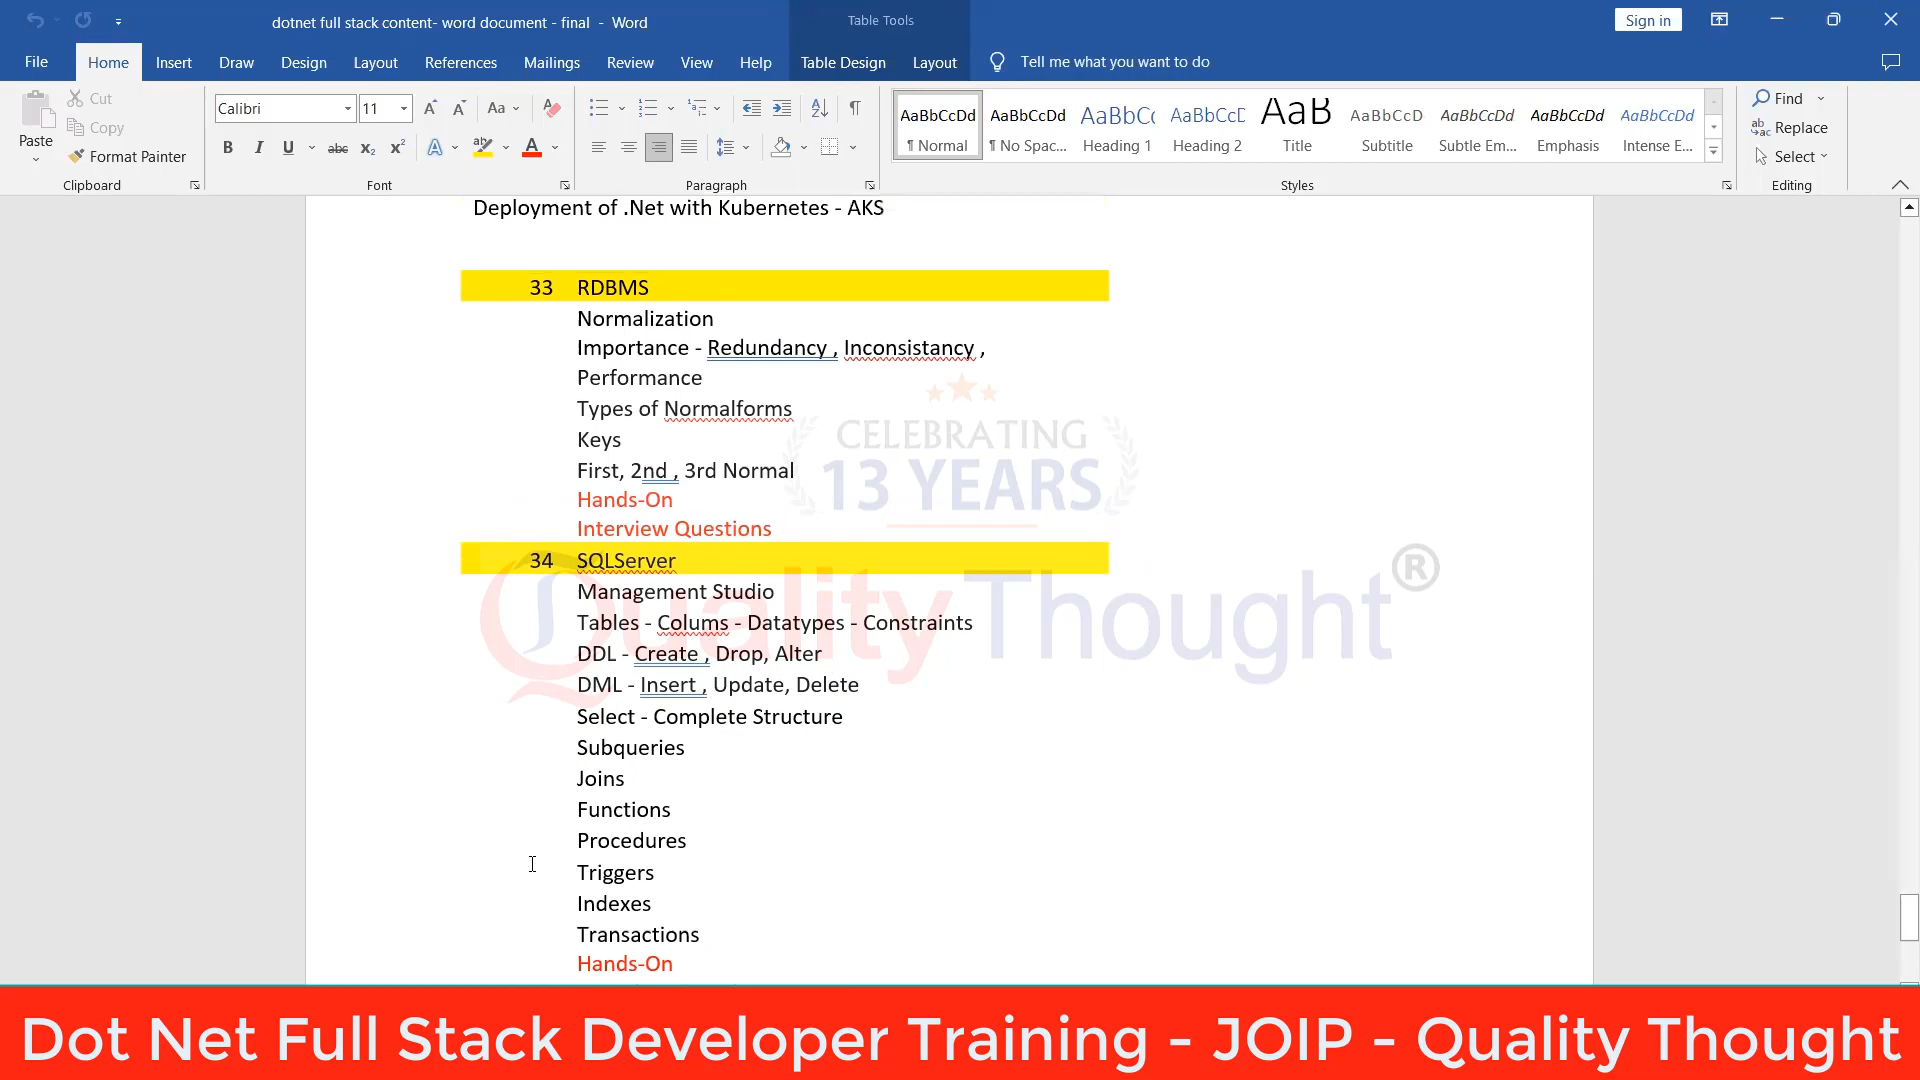 dotnet full stack content- word document - final - Word
Table Tools
Sign in
File Home Insert Draw Design Layout References Mailings Review View Help Table Design Layout Tell me what you want to do
Paste
Cut
Copy
Format Painter
Clipboard
Calibri 11
Aa
B I U abc x₂ x² A ab A
Font
Paragraph
AaBbCcDd AaBbCcDd AaBbCc AaBbCcC AaB AaBbCcD AaBbCcDd AaBbCcDd AaBbCcDd
¶ Normal ¶ No Spac... Heading 1 Heading 2 Title Subtitle Subtle Em... Emphasis Intense E...
Styles
Find
Replace
Select
Editing
Deployment of .Net with Kubernetes - AKS
33 RDBMS
Normalization
Importance - Redundancy , Inconsistancy ,
Performance
Types of Normalforms
Keys
First, 2nd , 3rd Normal
Hands-On
Interview Questions
34 SQLServer
Management Studio
Tables - Colums - Datatypes - Constraints
DDL - Create , Drop, Alter
DML - Insert , Update, Delete
Select - Complete Structure
Subqueries
Joins
Functions
Procedures
Triggers
Indexes
Transactions
Hands-On
CELEBRATING
13 YEARS
QualityThought®
Dot Net Full Stack Developer Training - JOIP - Quality Thought